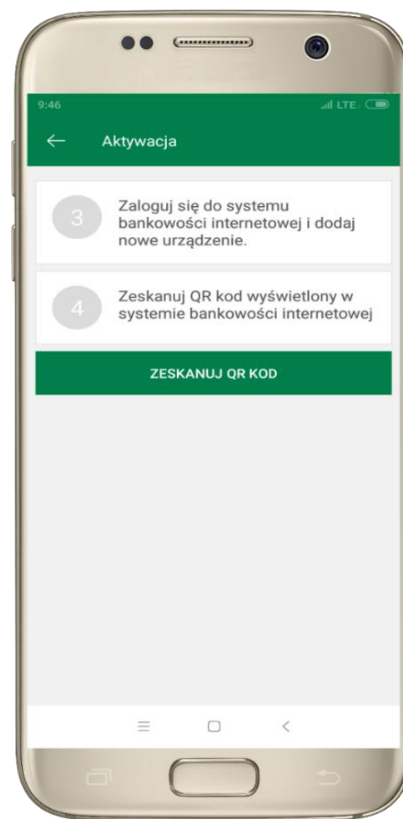 9:46
LTE
Aktywacja
3
Zaloguj się do systemu
bankowości internetowej i dodaj
nowe urządzenie.
4
Zeskanuj QR kod wyświetlony w
systemie bankowości internetowej
ZESKANUJ QR KOD